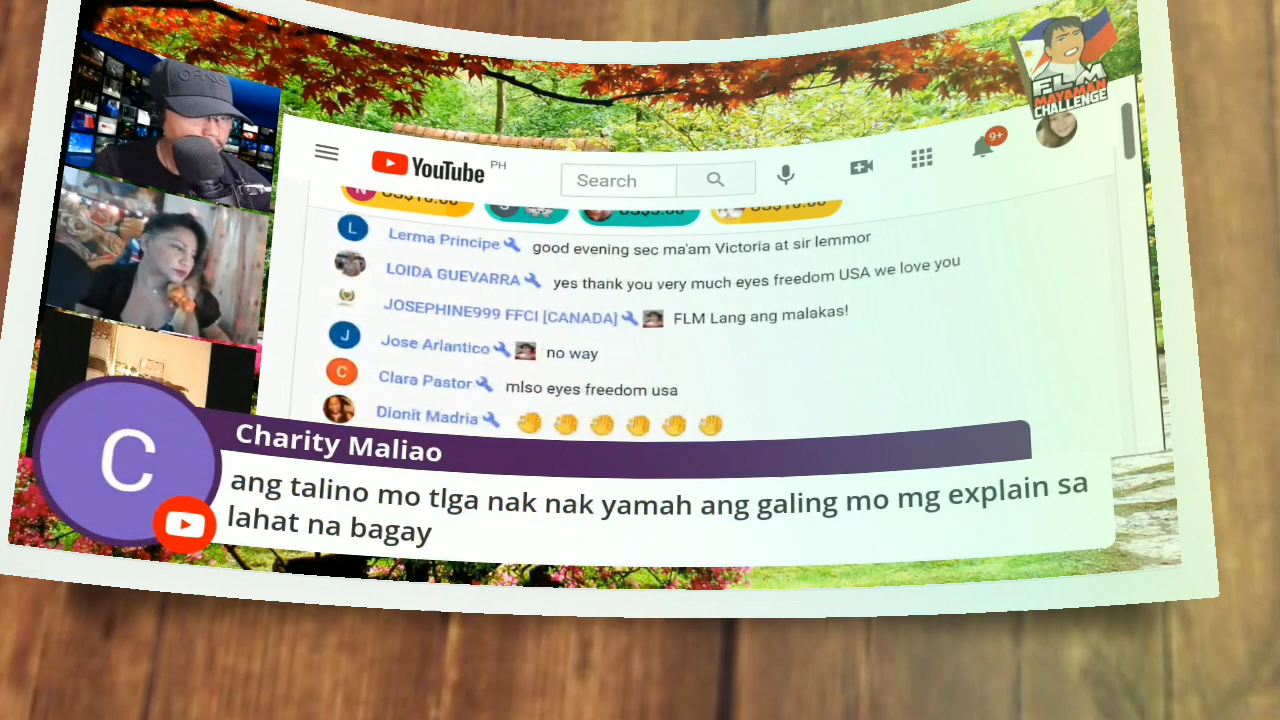 FLM
MAYAMAN
CHALLENGE
YouTube PH
Search
9+
N
Lerma Principe good evening sec ma'am Victoria at sir lemmor
LOIDA GUEVARRA yes thank you very much eyes freedom USA we love you
JOSEPHINE999 FFCI [CANADA] FLM Lang ang malakas!
Jose Arlantico no way
Clara Pastor mlso eyes freedom usa
Dionit Madria
L
J
C
C
Charity Maliao
ang talino mo tlga nak nak yamah ang galing mo mg explain sa
lahat na bagay